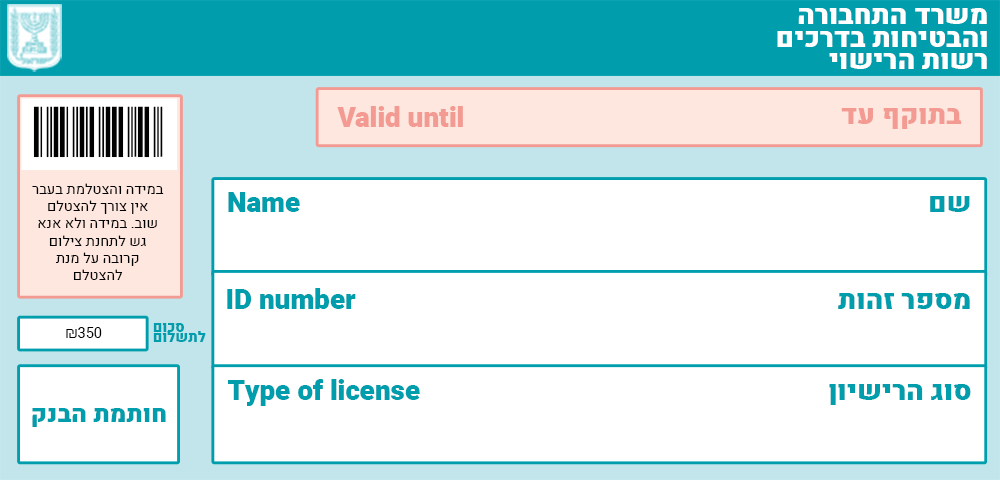 משרד התחבורה
והבטיחות בדרכים
רשות הרישוי
בתוקף עד
Valid until
שם
Name
מספר זהות
ID number
סוג הרישיון
Type of license
במידה והצטלמת בעבר
אין צורך להצטלם
שוב. במידה ולא אנא
גש לתחנת צילום
קרובה על מנת
להצטלם
סכום
לתשלום
₪350
חותמת הבנק